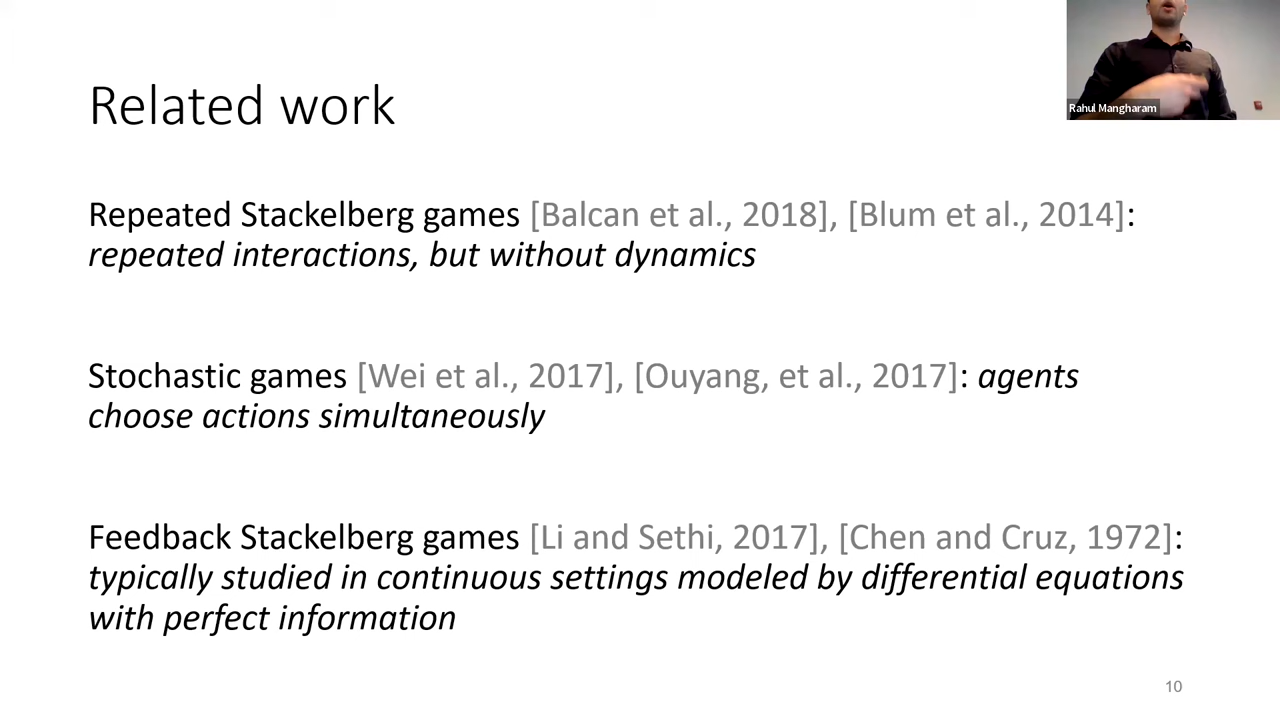 Rahul Mangharam
Related work
Repeated Stackelberg games [Balcan et al., 2018], [Blum et al., 2014]:
repeated interactions, but without dynamics
Stochastic games [Wei et al., 2017], [Ouyang, et al., 2017]: agents
choose actions simultaneously
Feedback Stackelberg games [Li and Sethi, 2017], [Chen and Cruz, 1972]:
typically studied in continuous settings modeled by differential equations
with perfect information
10